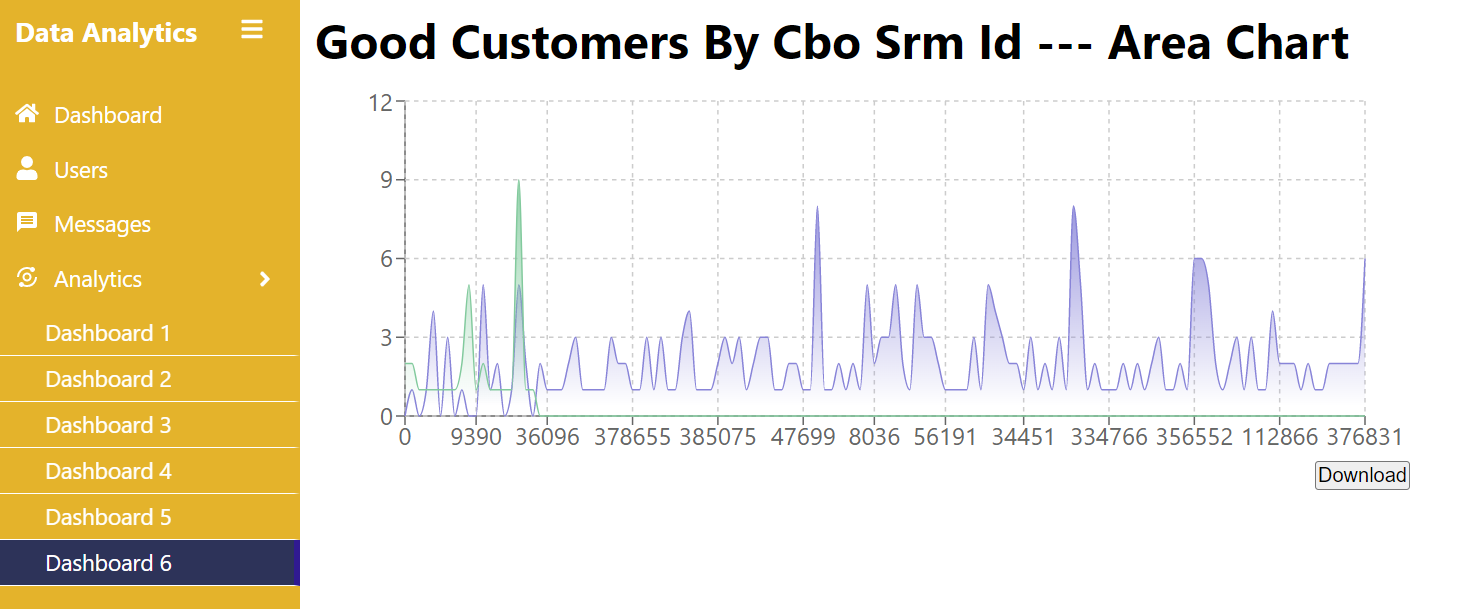 Data Analytics
Dashboard
Users
Messages
Analytics
Dashboard 1
Dashboard 2
Dashboard 3
Dashboard 4
Dashboard 5
Dashboard 6
Good Customers By Cbo Srm Id --- Area Chart
12
9
6
3
0
0 9390 36096 378655 385075 47699 8036 56191 34451 334766 356552 112866 376831
Download